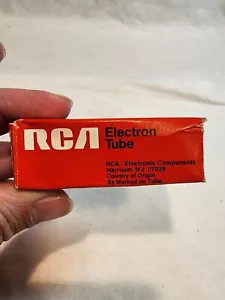 RCA Electron
Tube
RCA | Electronic Components
Harrison, N.J. 07029
Country of Origin
As Marked on Tube